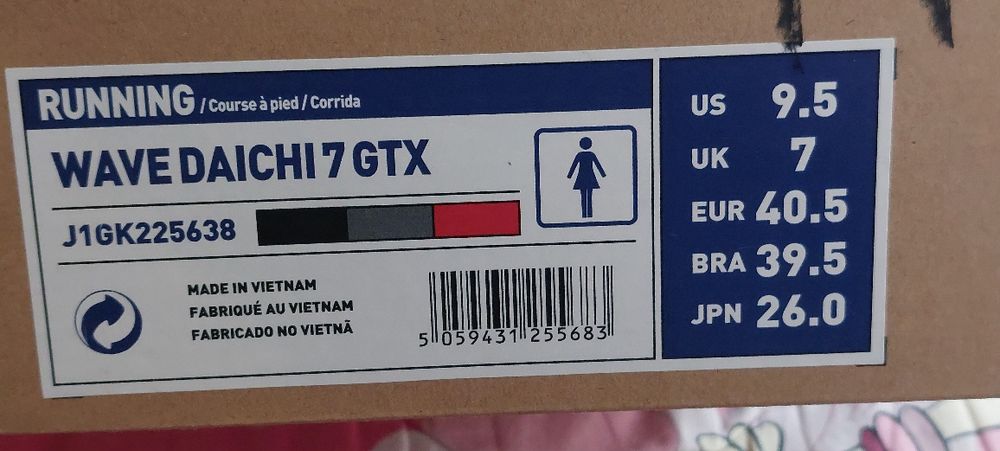 RUNNING / Course à pied / Corrida
WAVE DAICHI 7 GTX
J1GK225638
MADE IN VIETNAM
FABRIQUÉ AU VIETNAM
FABRICADO NO VIETNÃ
5 059431 255683
US 9.5
UK 7
EUR 40.5
BRA 39.5
JPN 26.0